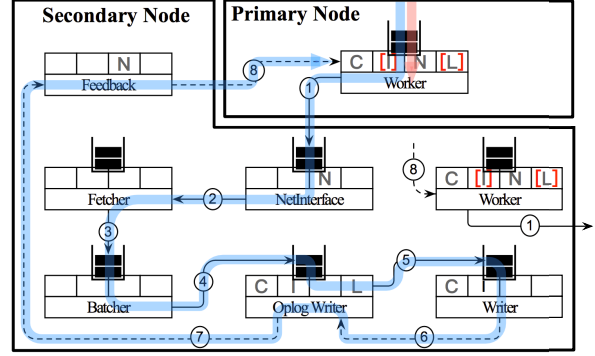 Secondary Node
Primary Node
N
Feedback
8
C [I] N [L]
Worker
1
Fetcher
2
N
NetInterface
8
C [I] N [L]
Worker
1
3
Batcher
4
C I L
Oplog Writer
5
C
Writer
7
6